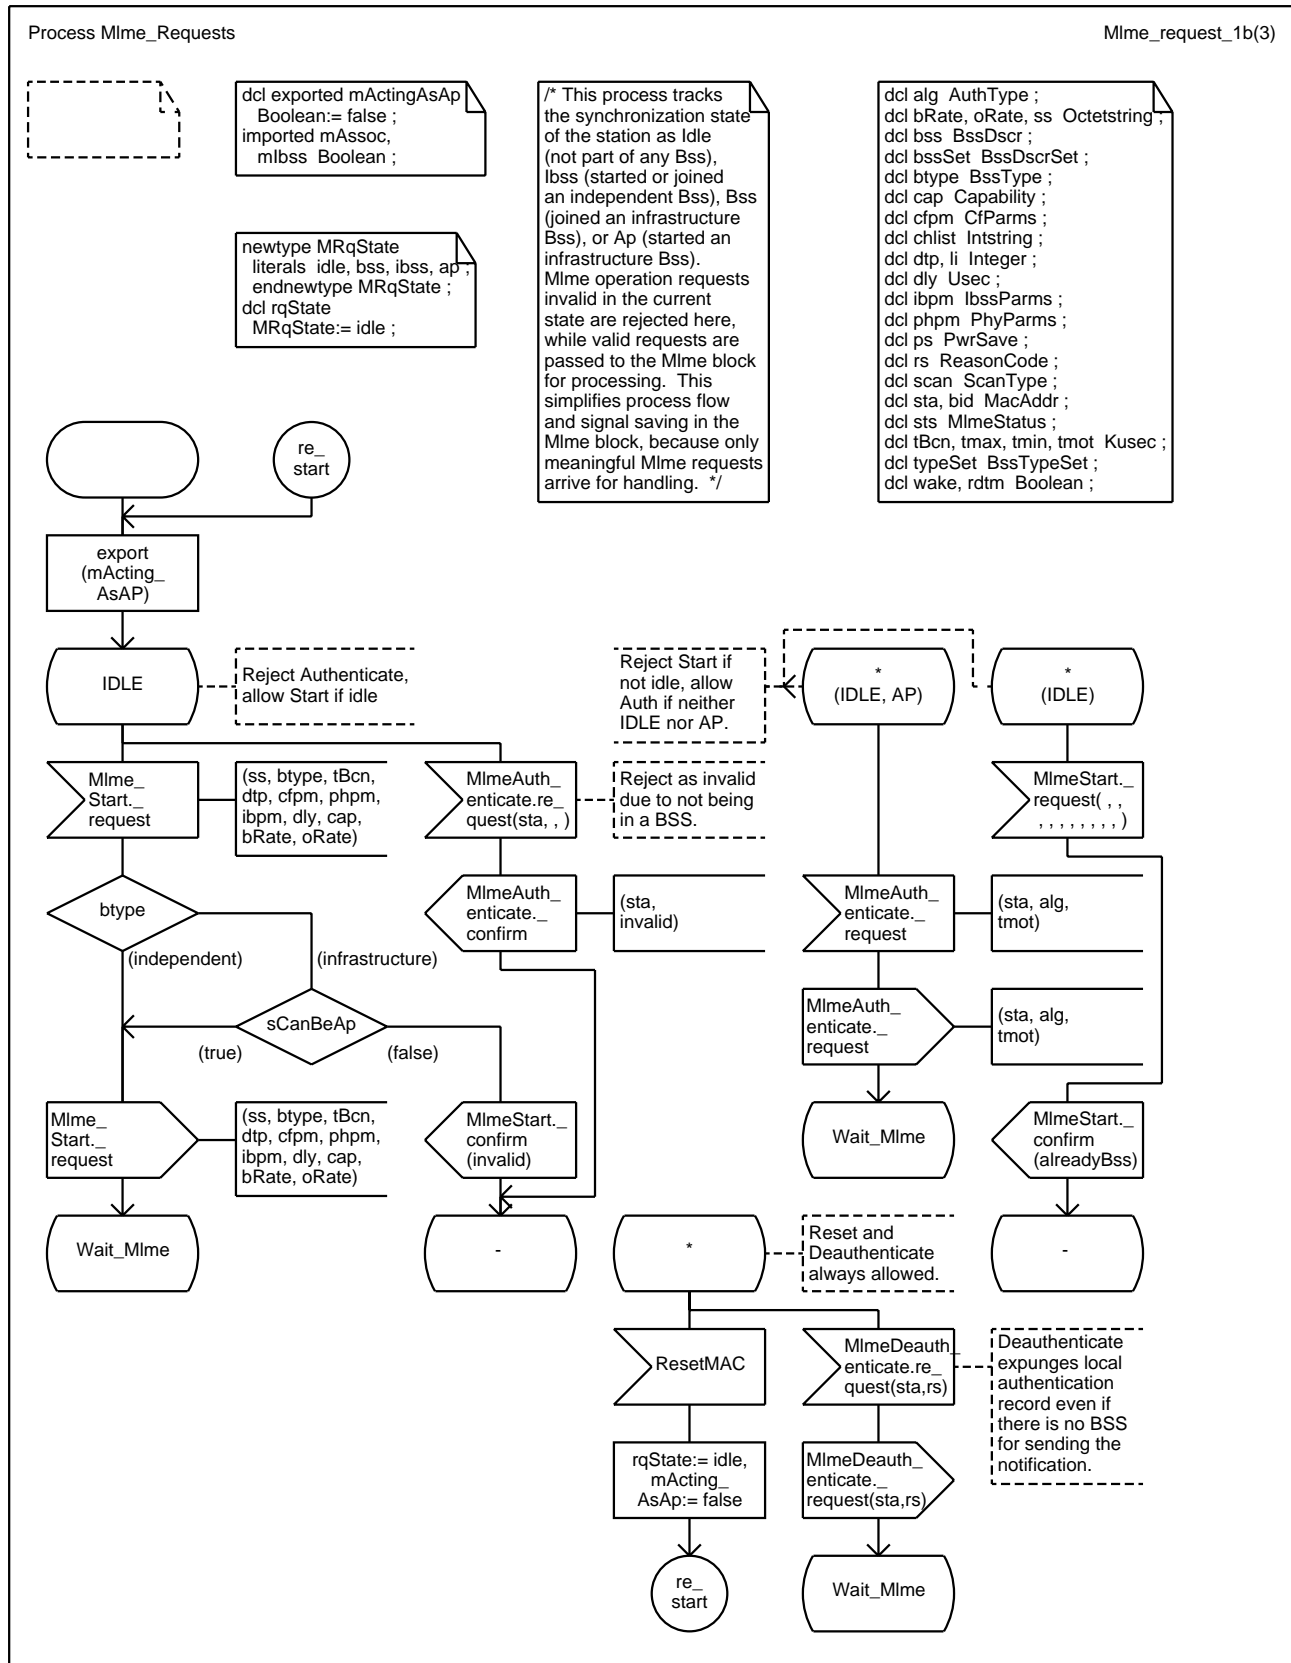 Process Mlme_Requests
Mlme_request_1b(3)
dcl exported mActingAsAp
Boolean:= false ;
imported mAssoc,
mIbss Boolean ;
newtype MRqState
literals idle, bss, ibss, ap ;
endnewtype MRqState ;
dcl rqState
MRqState:= idle ;
/* This process tracks
the synchronization state
of the station as Idle
(not part of any Bss),
Ibss (started or joined
an independent Bss), Bss
(joined an infrastructure
Bss), or Ap (started an
infrastructure Bss).
Mlme operation requests
invalid in the current
state are rejected here,
while valid requests are
passed to the Mlme block
for processing. This
simplifies process flow
and signal saving in the
Mlme block, because only
meaningful Mlme requests
arrive for handling. */
dcl alg AuthType ;
dcl bRate, oRate, ss Octetstring ;
dcl bss BssDscr ;
dcl bssSet BssDscrSet ;
dcl btype BssType ;
dcl cap Capability ;
dcl cfpm CfParms ;
dcl chlist Intstring ;
dcl dtp, li Integer ;
dcl dly Usec ;
dcl ibpm IbssParms ;
dcl phpm PhyParms ;
dcl ps PwrSave ;
dcl rs ReasonCode ;
dcl scan ScanType ;
dcl sta, bid MacAddr ;
dcl sts MlmeStatus ;
dcl tBcn, tmax, tmin, tmot Kusec ;
dcl typeSet BssTypeSet ;
dcl wake, rdtm Boolean ;
re_
start
export
(mActing_
AsAP)
IDLE
Reject Authenticate,
allow Start if idle
Reject Start if
not idle, allow
Auth if neither
IDLE nor AP.
*
(IDLE, AP)
*
(IDLE)
Mlme_
Start._
request
(ss, btype, tBcn,
dtp, cfpm, phpm,
ibpm, dly, cap,
bRate, oRate)
MlmeAuth_
enticate.re_
quest(sta, , )
Reject as invalid
due to not being
in a BSS.
MlmeStart._
request( , ,
, , , , , , , , )
btype
(independent)
(infrastructure)
MlmeAuth_
enticate._
confirm
(sta,
invalid)
MlmeAuth_
enticate._
request
(sta, alg,
tmot)
sCanBeAp
(true)
(false)
MlmeAuth_
enticate._
request
(sta, alg,
tmot)
Mlme_
Start._
request
(ss, btype, tBcn,
dtp, cfpm, phpm,
ibpm, dly, cap,
bRate, oRate)
MlmeStart._
confirm
(invalid)
Wait_Mlme
MlmeStart._
confirm
(alreadyBss)
Wait_Mlme
-
*
Reset and
Deauthenticate
always allowed.
-
ResetMAC
MlmeDeauth_
enticate.re_
quest(sta,rs)
Deauthenticate
expunges local
authentication
record even if
there is no BSS
for sending the
notification.
rqState:= idle,
mActing_
AsAp:= false
MlmeDeauth_
enticate._
request(sta,rs)
re_
start
Wait_Mlme